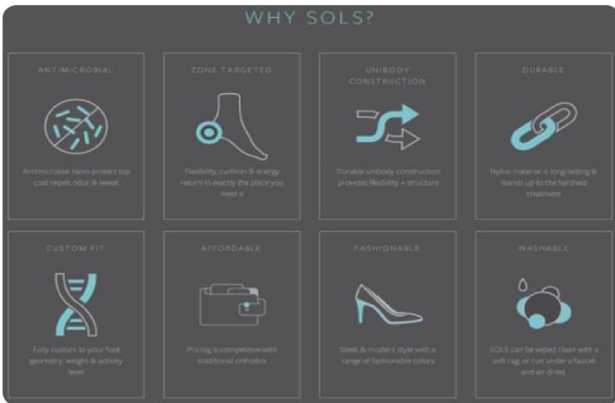 WHY SOLS?
ANTIMICROBIAL
Antimicrobial nano-protect top
coat repels odor & sweat
ZONE TARGETED
Flexibility, cushion & energy
return in exactly the place you
need it
UNIBODY
CONSTRUCTION
Durable unibody construction
provides flexibility + structure
DURABLE
Nylon material is long-lasting &
stands up to the harshest
treatment
CUSTOM FIT
Fully custom to your foot
geometry, weight & activity
level
AFFORDABLE
Pricing is competitive with
traditional orthotics
FASHIONABLE
Sleek & modern style with a
range of fashionable colors
WASHABLE
SOLS can be wiped clean with a
soft rag, or run under a faucet
and air dried.